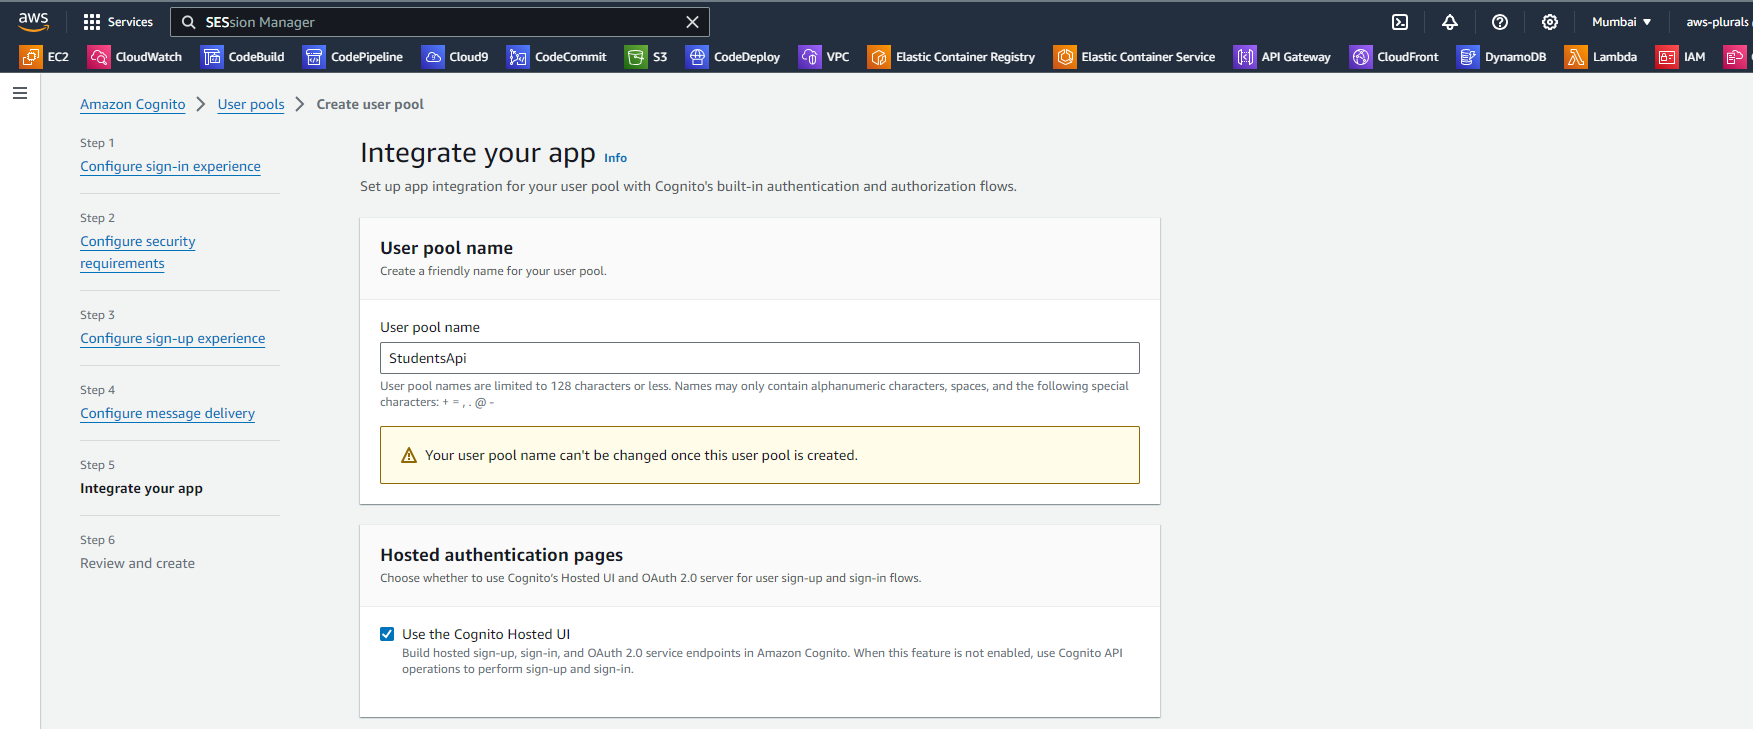 aws Services SESsion Manager Mumbai aws-plurals
EC2 CloudWatch CodeBuild CodePipeline Cloud9 CodeCommit S3 CodeDeploy VPC Elastic Container Registry Elastic Container Service API Gateway CloudFront DynamoDB Lambda IAM
Amazon Cognito > User pools > Create user pool
Step 1
Configure sign-in experience
Step 2
Configure security
requirements
Step 3
Configure sign-up experience
Step 4
Configure message delivery
Step 5
Integrate your app
Step 6
Review and create
Integrate your app Info
Set up app integration for your user pool with Cognito's built-in authentication and authorization flows.
User pool name
Create a friendly name for your user pool.
User pool name
StudentsApi
User pool names are limited to 128 characters or less. Names may only contain alphanumeric characters, spaces, and the following special
characters: + = , . @ -
Your user pool name can't be changed once this user pool is created.
Hosted authentication pages
Choose whether to use Cognito's Hosted UI and OAuth 2.0 server for user sign-up and sign-in flows.
Use the Cognito Hosted UI
Build hosted sign-up, sign-in, and OAuth 2.0 service endpoints in Amazon Cognito. When this feature is not enabled, use Cognito API
operations to perform sign-up and sign-in.